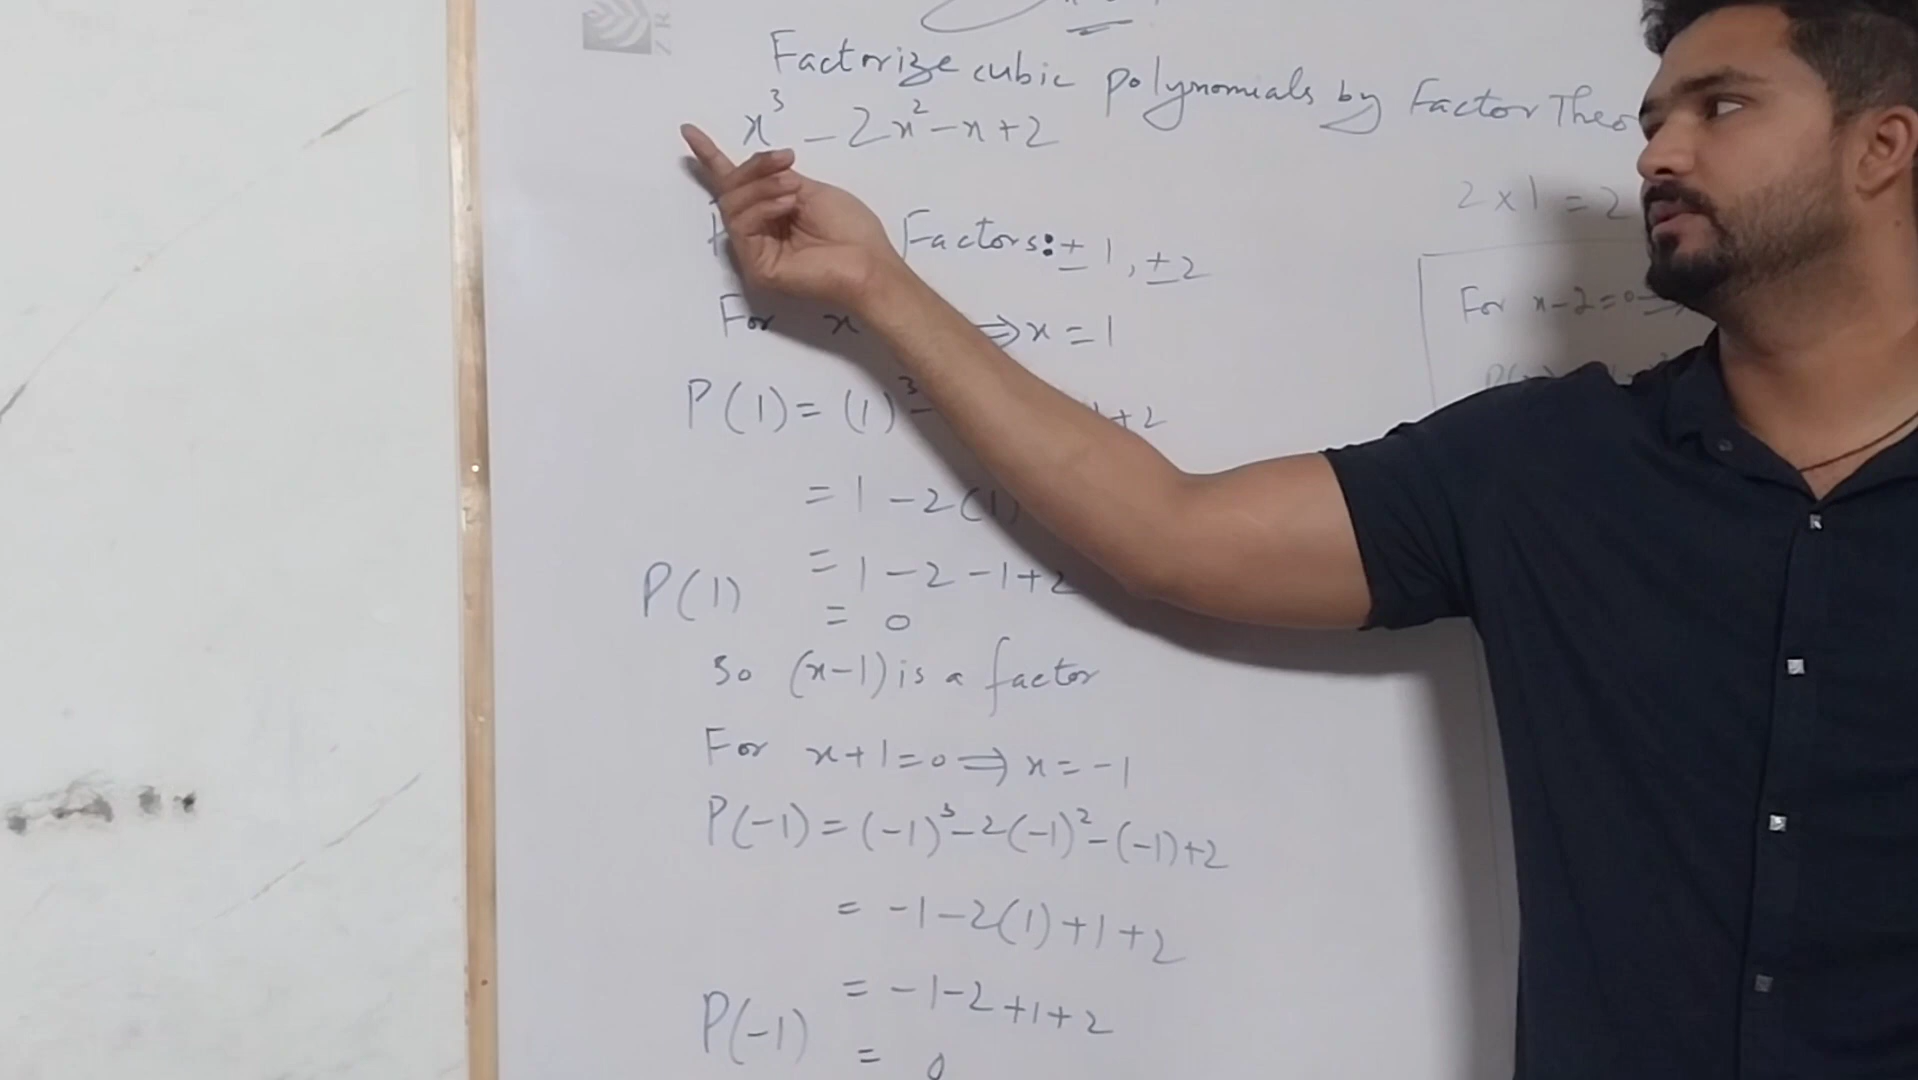 Factorize cubic polynomials by Factor Theo
x³ - 2x² - x + 2
2 × 1 = 2
Factors: ± 1, ± 2
For x ⇒ x = 1
For x - 2 = 0
P(1) = (1)³ - + 2
= 1 - 2(1)
= 1 - 2 - 1 + 2
P(1) = 0
So (x-1) is a factor
For x + 1 = 0 ⇒ x = -1
P(-1) = (-1)³ - 2(-1)² - (-1) + 2
= -1 - 2(1) + 1 + 2
= -1 - 2 + 1 + 2
P(-1) = 0